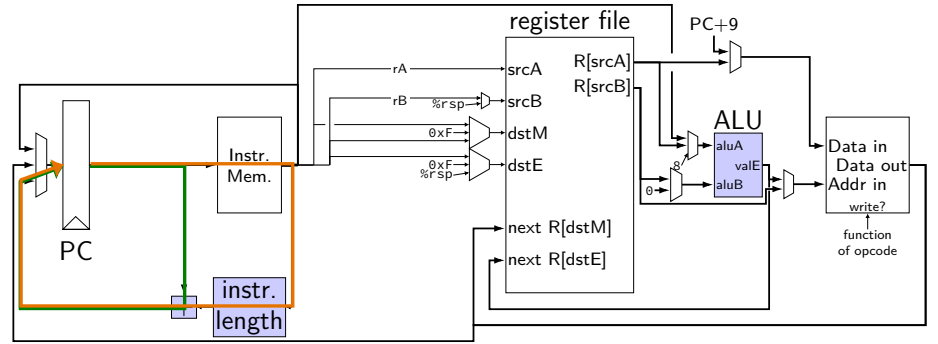 register file
PC+9
R[srcA]
R[srcB]
rA
srcA
rB
%rsp
srcB
0xF
dstM
0xF
%rsp
dstE
ALU
aluA
valE
8
aluB
0
Instr.
Mem.
Data in
Data out
Addr in
write?
function
of opcode
PC
next R[dstM]
next R[dstE]
instr.
length
+